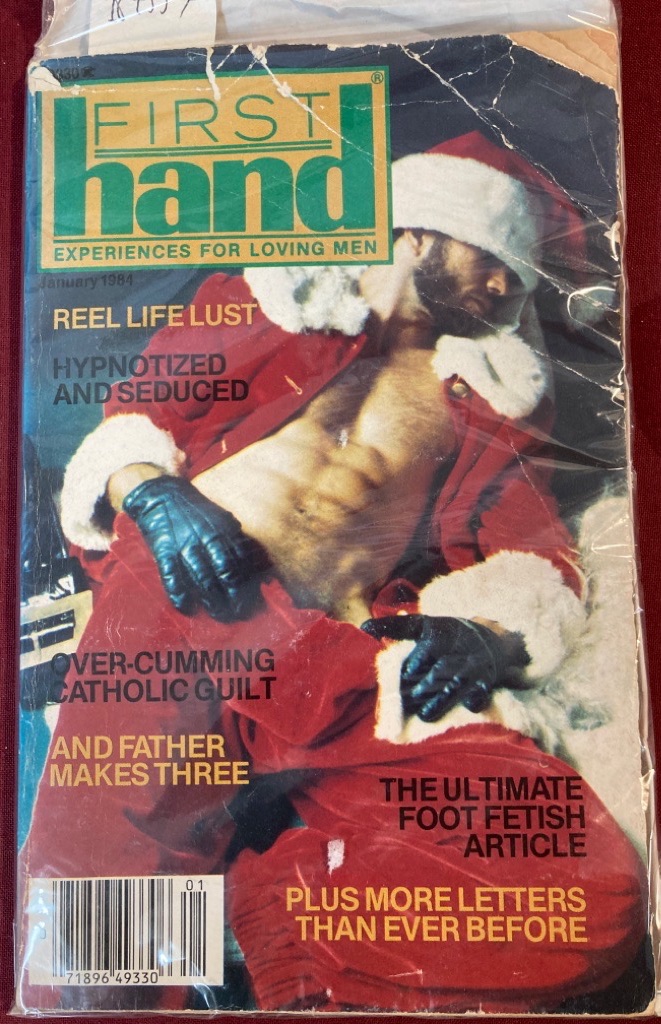 FIRST
hand®
EXPERIENCES FOR LOVING MEN
January 1984
REEL LIFE LUST
HYPNOTIZED
AND SEDUCED
OVER-CUMMING
CATHOLIC GUILT
AND FATHER
MAKES THREE
THE ULTIMATE
FOOT FETISH
ARTICLE
PLUS MORE LETTERS
THAN EVER BEFORE
01
71896 49330